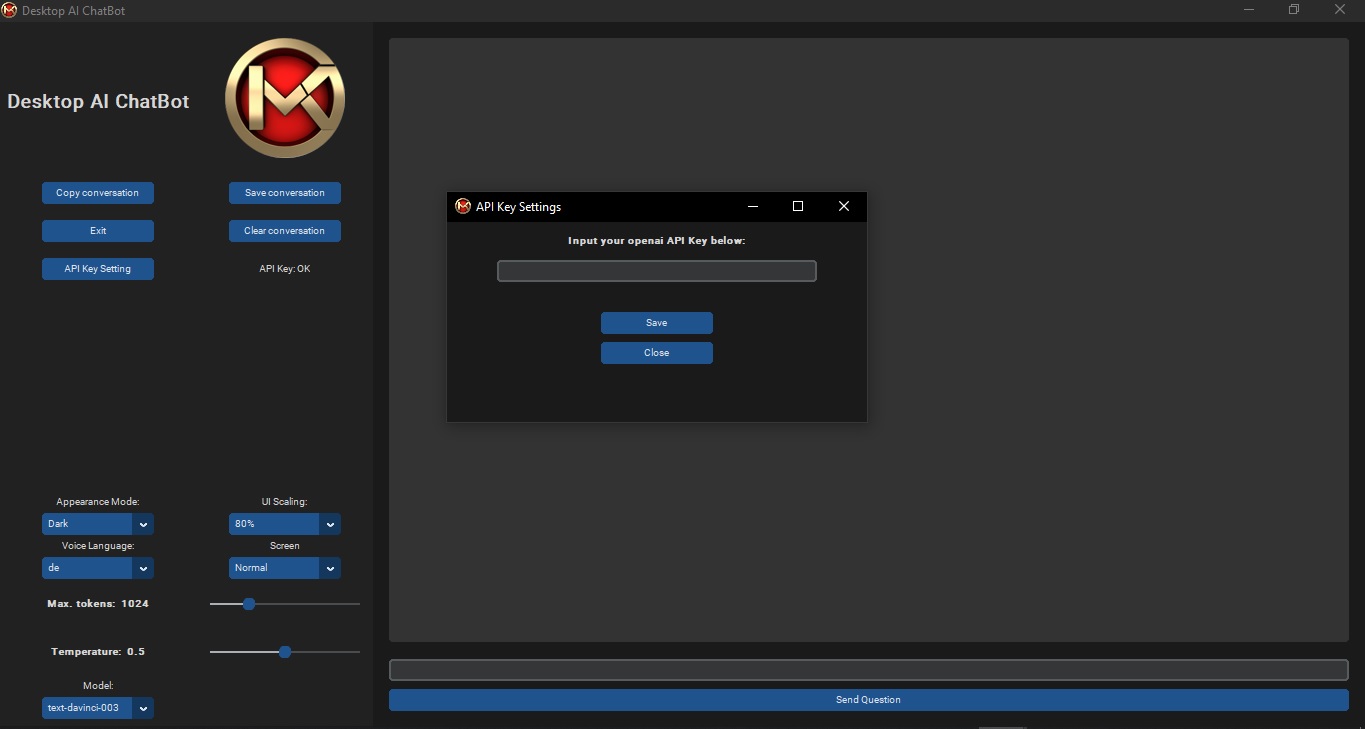 Desktop AI ChatBot
Desktop AI ChatBot
Copy conversation
Save conversation
Exit
Clear conversation
API Key Setting
API Key: OK
API Key Settings
Input your openai API Key below:
Save
Close
Appearance Mode:
UI Scaling:
Dark
80%
Voice Language:
Screen
de
Normal
Max. tokens: 1024
Temperature: 0.5
Model:
text-davinci-003
Send Question